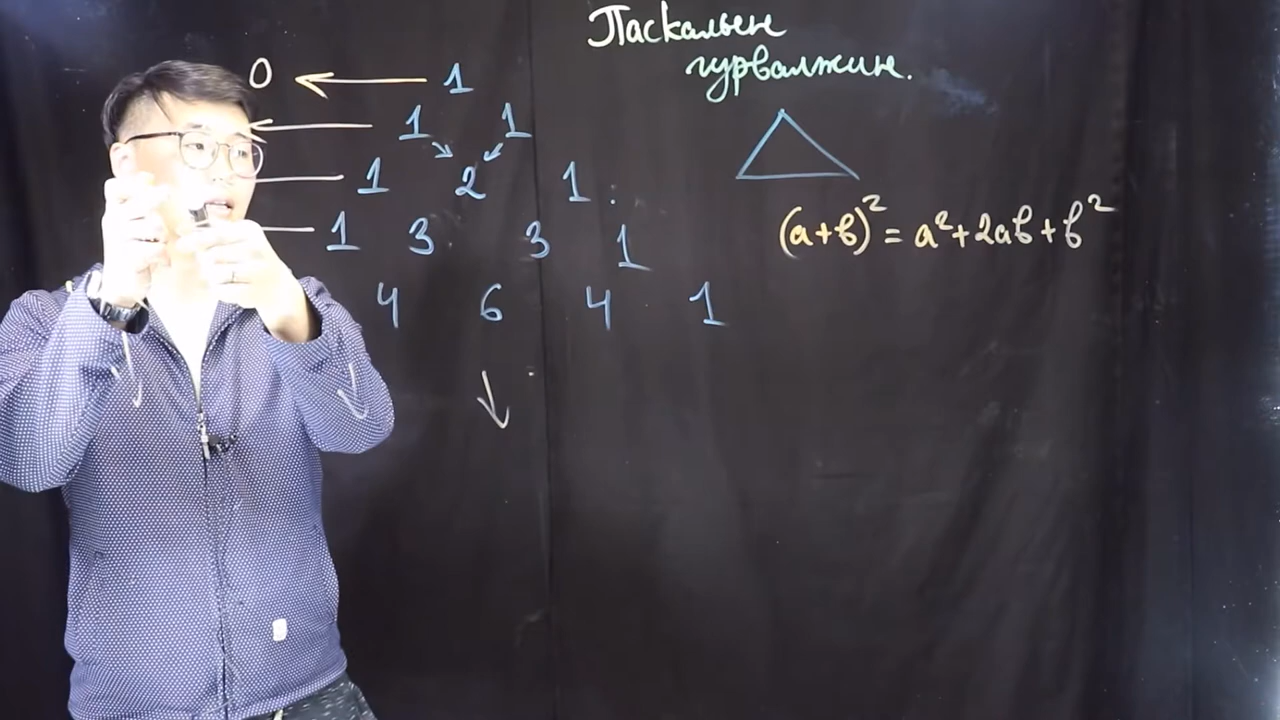 Паскалын
гурвалжин.
0 ← 1
← 1 1
1 2 1.
1 3 3 1
4 6 4 1
(a+b)² = a²+2ab+b²